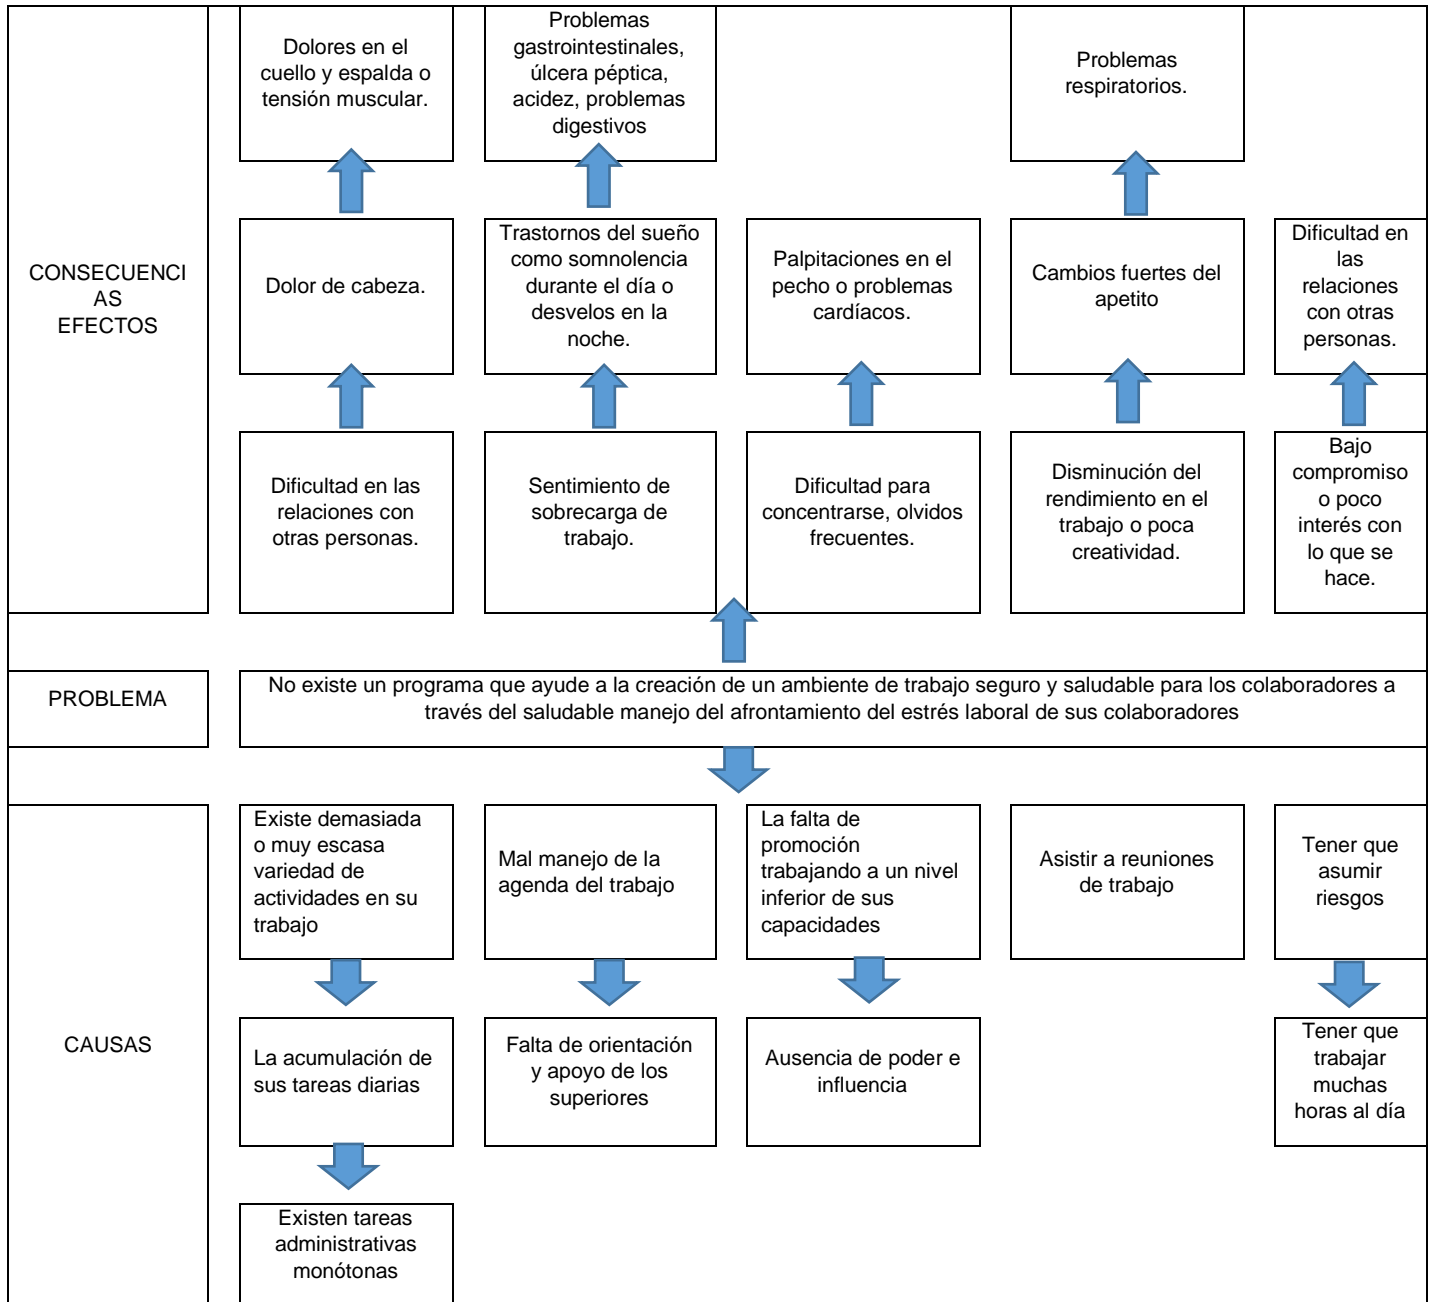 Dolores en el
cuello y espalda o
tensión muscular.
Problemas
gastrointestinales,
úlcera péptica,
acidez, problemas
digestivos
Problemas
respiratorios.
CONSECUENCI
AS
EFECTOS
Dolor de cabeza.
Trastornos del sueño
como somnolencia
durante el día o
desvelos en la
noche.
Palpitaciones en el
pecho o problemas
cardíacos.
Cambios fuertes del
apetito
Dificultad en
las
relaciones
con otras
personas.
Dificultad en las
relaciones con
otras personas.
Sentimiento de
sobrecarga de
trabajo.
Dificultad para
concentrarse, olvidos
frecuentes.
Disminución del
rendimiento en el
trabajo o poca
creatividad.
Bajo
compromiso
o poco
interés con
lo que se
hace.
PROBLEMA
No existe un programa que ayude a la creación de un ambiente de trabajo seguro y saludable para los colaboradores a
través del saludable manejo del afrontamiento del estrés laboral de sus colaboradores
CAUSAS
Existe demasiada
o muy escasa
variedad de
actividades en su
trabajo
Mal manejo de la
agenda del trabajo
La falta de
promoción
trabajando a un nivel
inferior de sus
capacidades
Asistir a reuniones
de trabajo
Tener que
asumir
riesgos
La acumulación de
sus tareas diarias
Falta de orientación
y apoyo de los
superiores
Ausencia de poder e
influencia
Tener que
trabajar
muchas
horas al día
Existen tareas
administrativas
monótonas